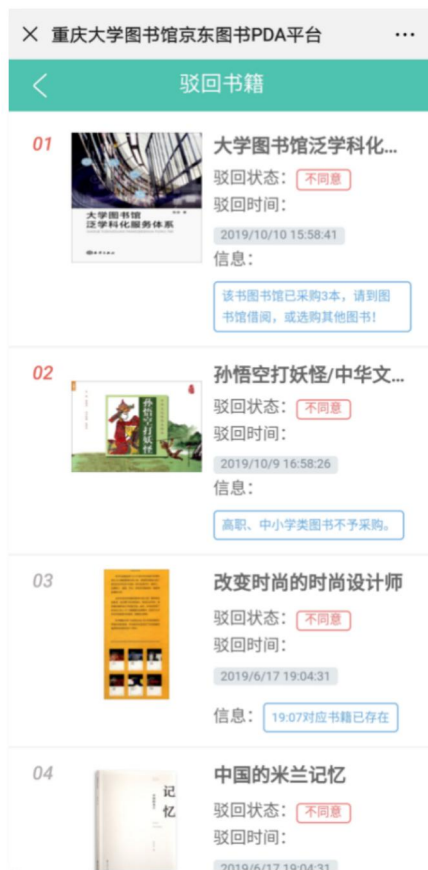 重庆大学图书馆京东图书PDA平台
驳回书籍
01
大学图书馆
泛学科化服务体系
大学图书馆泛学科化...
驳回状态： 不同意
驳回时间：
2019/10/10 15:58:41
信息：
该书图书馆已采购3本，请到图
书馆借阅，或选购其他图书！
02
孙悟空打妖怪
孙悟空打妖怪/中华文...
驳回状态： 不同意
驳回时间：
2019/10/9 16:58:26
信息：
高职、中小学类图书不予采购。
03
改变时尚的时尚设计师
驳回状态： 不同意
驳回时间：
2019/6/17 19:04:31
信息： 19:07对应书籍已存在
04
记忆
中国的米兰记忆
驳回状态： 不同意
驳回时间：
2019/6/17 19:04:31